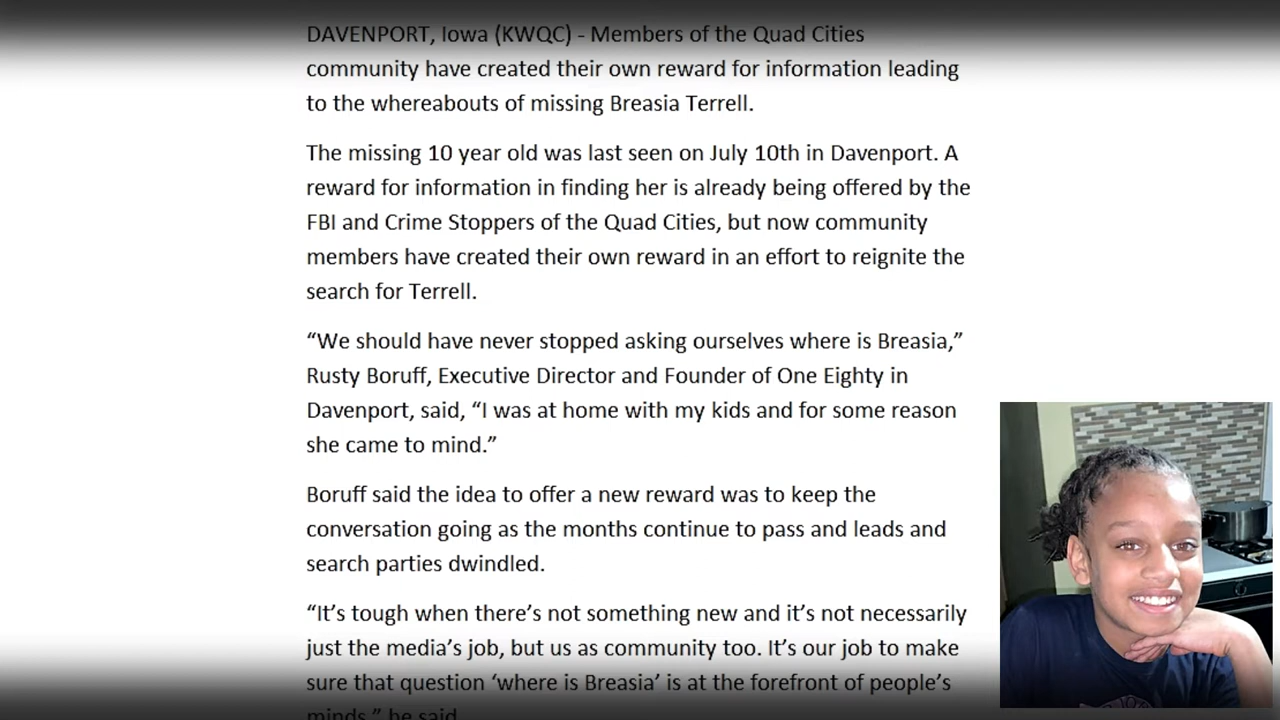 DAVENPORT, Iowa (KWQC) - Members of the Quad Cities
community have created their own reward for information leading
to the whereabouts of missing Breasia Terrell.
The missing 10 year old was last seen on July 10th in Davenport. A
reward for information in finding her is already being offered by the
FBI and Crime Stoppers of the Quad Cities, but now community
members have created their own reward in an effort to reignite the
search for Terrell.
“We should have never stopped asking ourselves where is Breasia,”
Rusty Boruff, Executive Director and Founder of One Eighty in
Davenport, said, “I was at home with my kids and for some reason
she came to mind.”
Boruff said the idea to offer a new reward was to keep the
conversation going as the months continue to pass and leads and
search parties dwindled.
“It’s tough when there’s not something new and it’s not necessarily
just the media’s job, but us as community too. It’s our job to make
sure that question ‘where is Breasia’ is at the forefront of people’s
minds,” he said